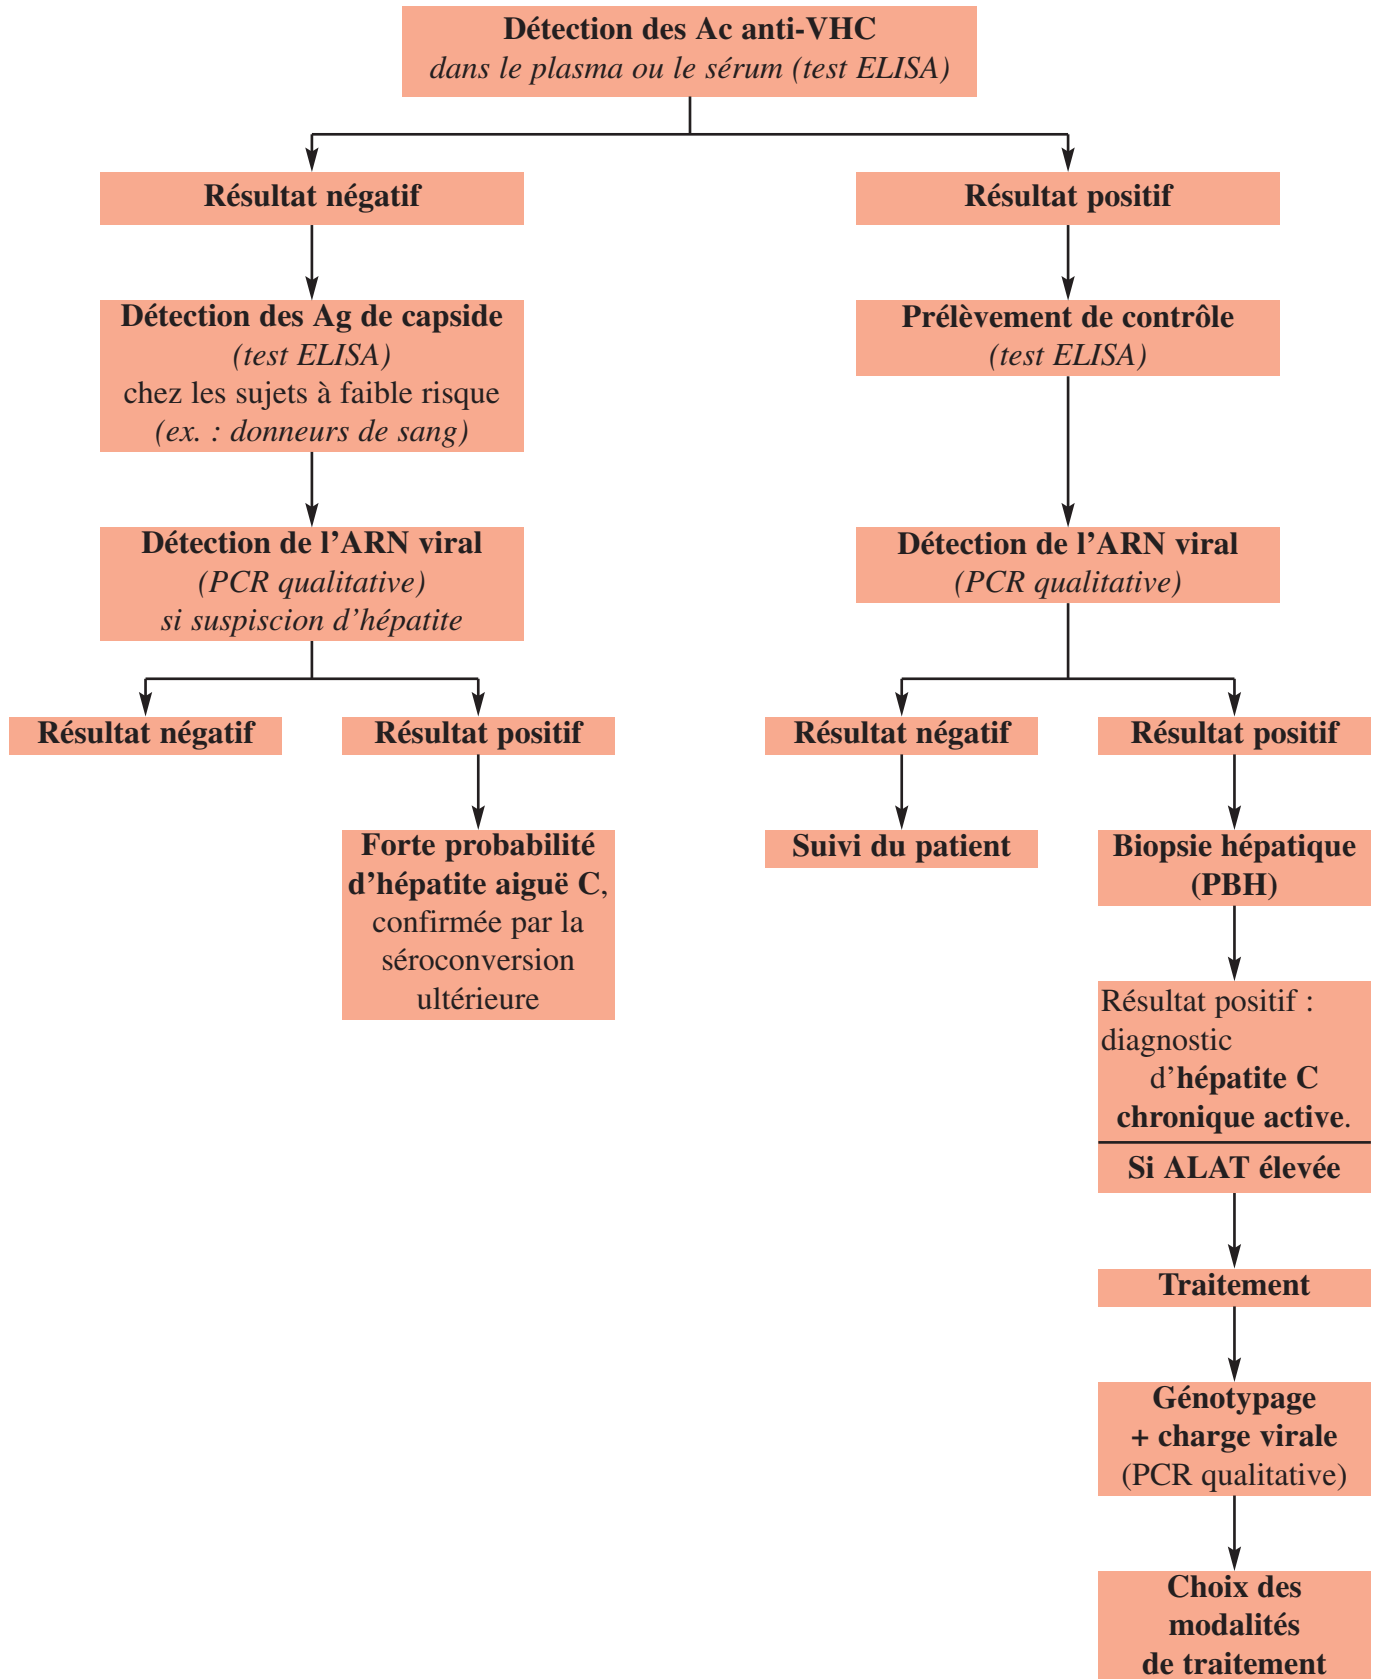 Détection des Ac anti-VHC
dans le plasma ou le sérum (test ELISA)
Résultat négatif
Résultat positif
Détection des Ag de capside
(test ELISA)
chez les sujets à faible risque
(ex. : donneurs de sang)
Prélèvement de contrôle
(test ELISA)
Détection de l’ARN viral
(PCR qualitative)
si suspiscion d’hépatite
Détection de l’ARN viral
(PCR qualitative)
Résultat négatif
Résultat positif
Résultat négatif
Résultat positif
Forte probabilité
d’hépatite aiguë C,
confirmée par la
séroconversion
ultérieure
Suivi du patient
Biopsie hépatique
(PBH)
Résultat positif :
diagnostic
d’hépatite C
chronique active.
Si ALAT élevée
Traitement
Génotypage
+ charge virale
(PCR qualitative)
Choix des
modalités
de traitement